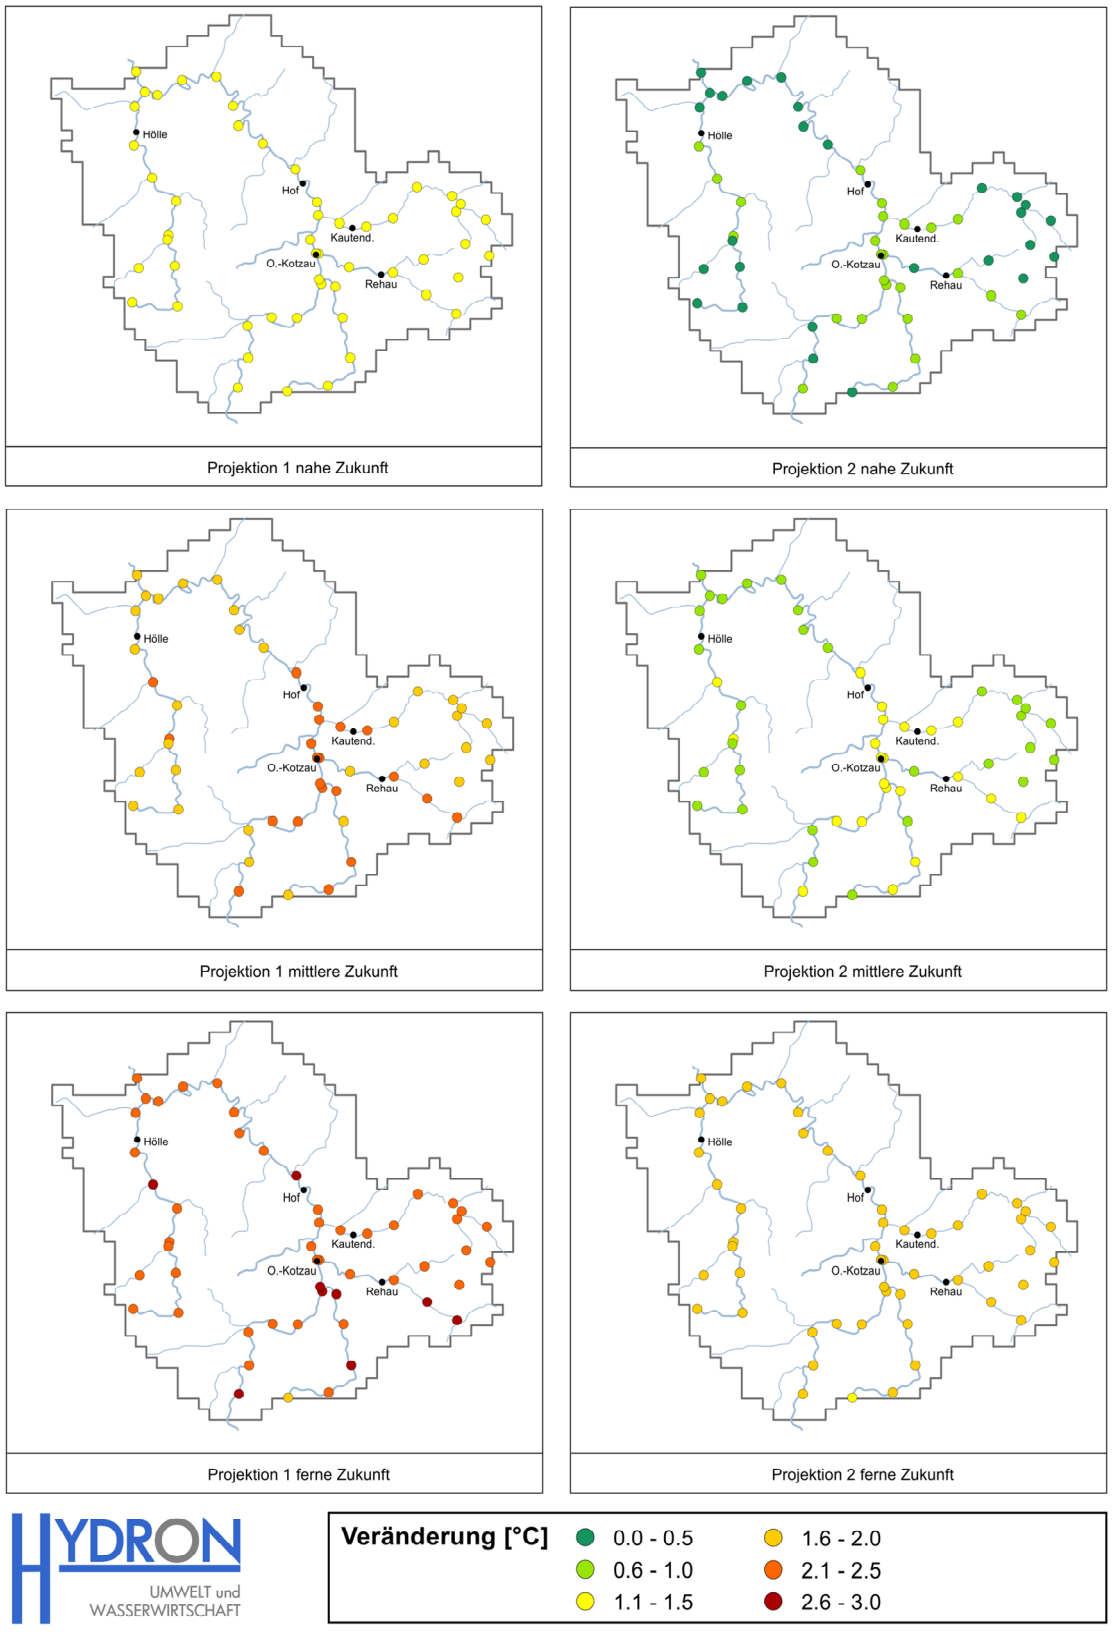 Hölle
Hof
Kautend.
O.-Kotzau
Rehau
Projektion 1 nahe Zukunft
Hölle
Hof
Kautend.
O.-Kotzau
Rehau
Projektion 2 nahe Zukunft
Hölle
Hof
Kautend.
O.-Kotzau
Rehau
Projektion 1 mittlere Zukunft
Hölle
Hof
Kautend.
O.-Kotzau
Rehau
Projektion 2 mittlere Zukunft
Hölle
Hof
Kautend.
O.-Kotzau
Rehau
Projektion 1 ferne Zukunft
Hölle
Hof
Kautend.
O.-Kotzau
Rehau
Projektion 2 ferne Zukunft
HYDRON
UMWELT und
WASSERWIRTSCHAFT
Veränderung [°C]
0.0 - 0.5
0.6 - 1.0
1.1 - 1.5
1.6 - 2.0
2.1 - 2.5
2.6 - 3.0